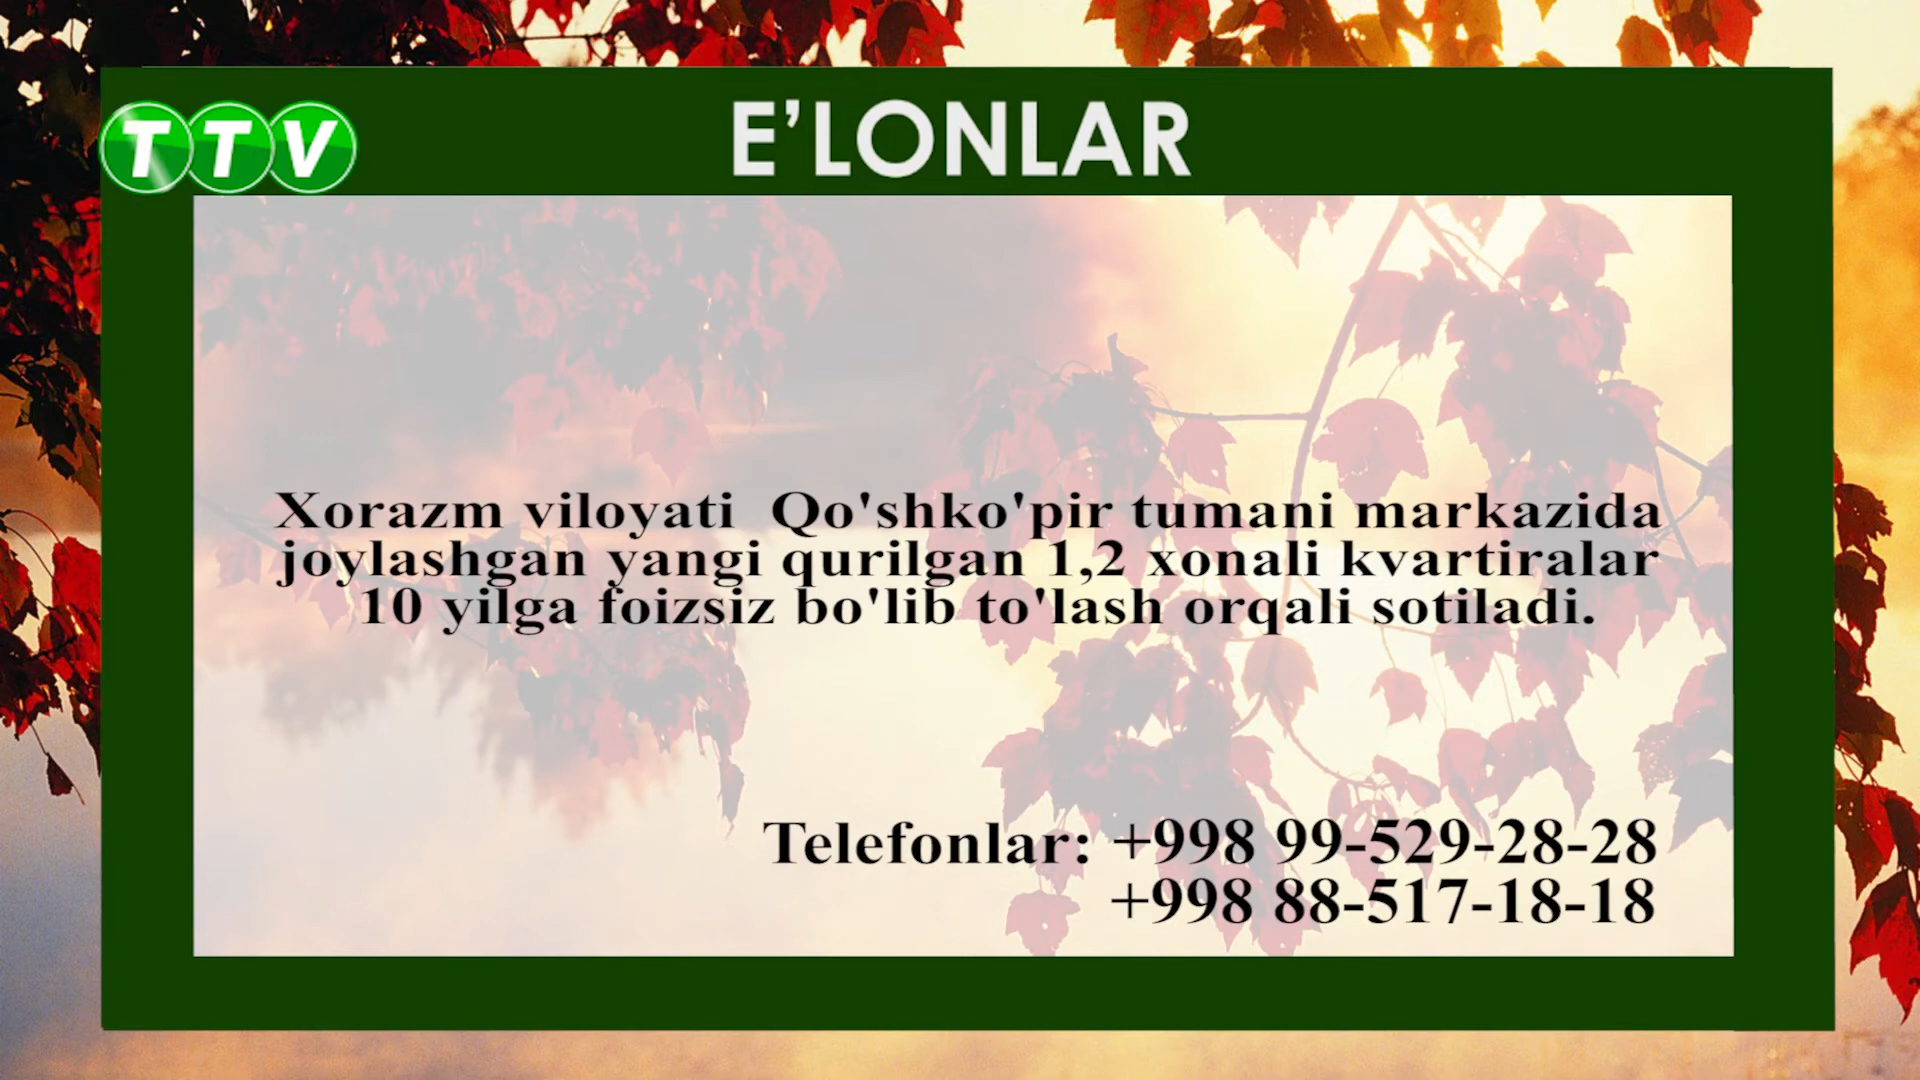 TTV
E’LONLAR
Xorazm viloyati Qo'shko'pir tumani markazida
joylashgan yangi qurilgan 1,2 xonali kvartiralar
10 yilga foizsiz bo'lib to'lash orqali sotiladi.
Telefonlar: +998 99-529-28-28
+998 88-517-18-18